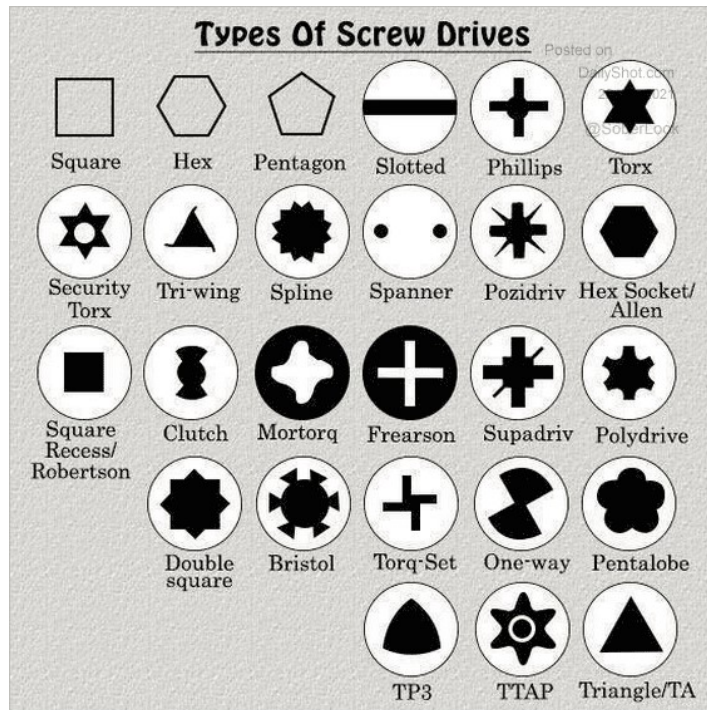 Types Of Screw Drives
Posted on
DailyShot.com
@SoberLook
Square
Hex
Pentagon
Slotted
Phillips
Torx
Security
Torx
Tri-wing
Spline
Spanner
Pozidriv
Hex Socket/
Allen
Square
Recess/
Robertson
Clutch
Mortorq
Frearson
Supadriv
Polydrive
Double
square
Bristol
Torq-Set
One-way
Pentalobe
TP3
TTAP
Triangle/TA